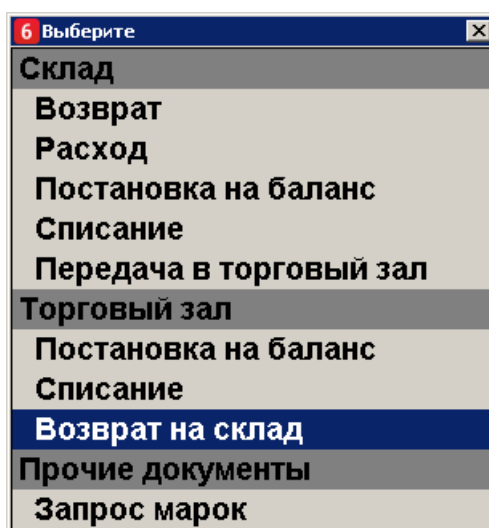 6 Выберите
Склад
Возврат
Расход
Постановка на баланс
Списание
Передача в торговый зал
Торговый зал
Постановка на баланс
Списание
Возврат на склад
Прочие документы
Запрос марок